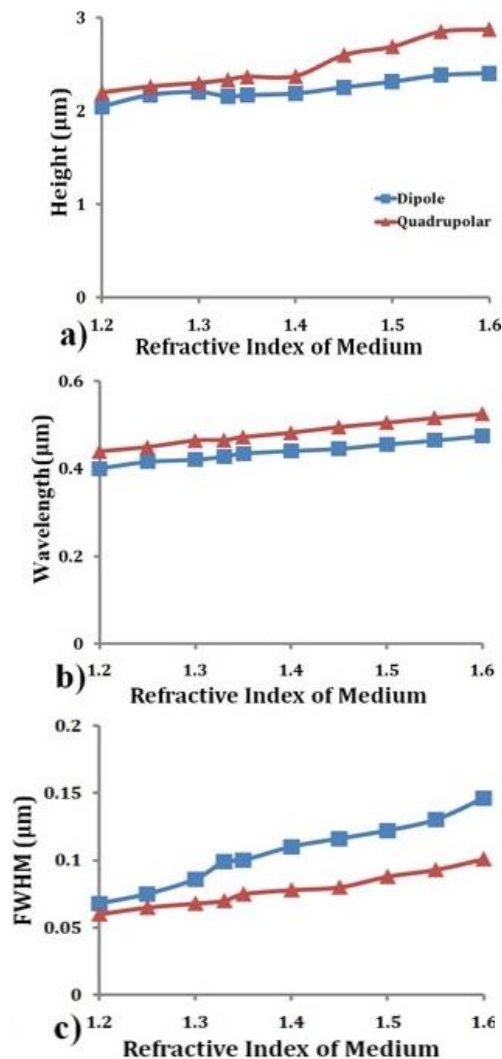 3
2
1
0
Height (µm)
Dipole
Quadrupolar
1.2 1.3 1.4 1.5 1.6
a) Refractive Index of Medium
0.6
0.4
0.2
0
Wavelength(µm)
1.2 1.3 1.4 1.5 1.6
b) Refractive Index of Medium
0.2
0.15
0.1
0.05
0
FWHM (µm)
1.2 1.3 1.4 1.5 1.6
c) Refractive Index of Medium